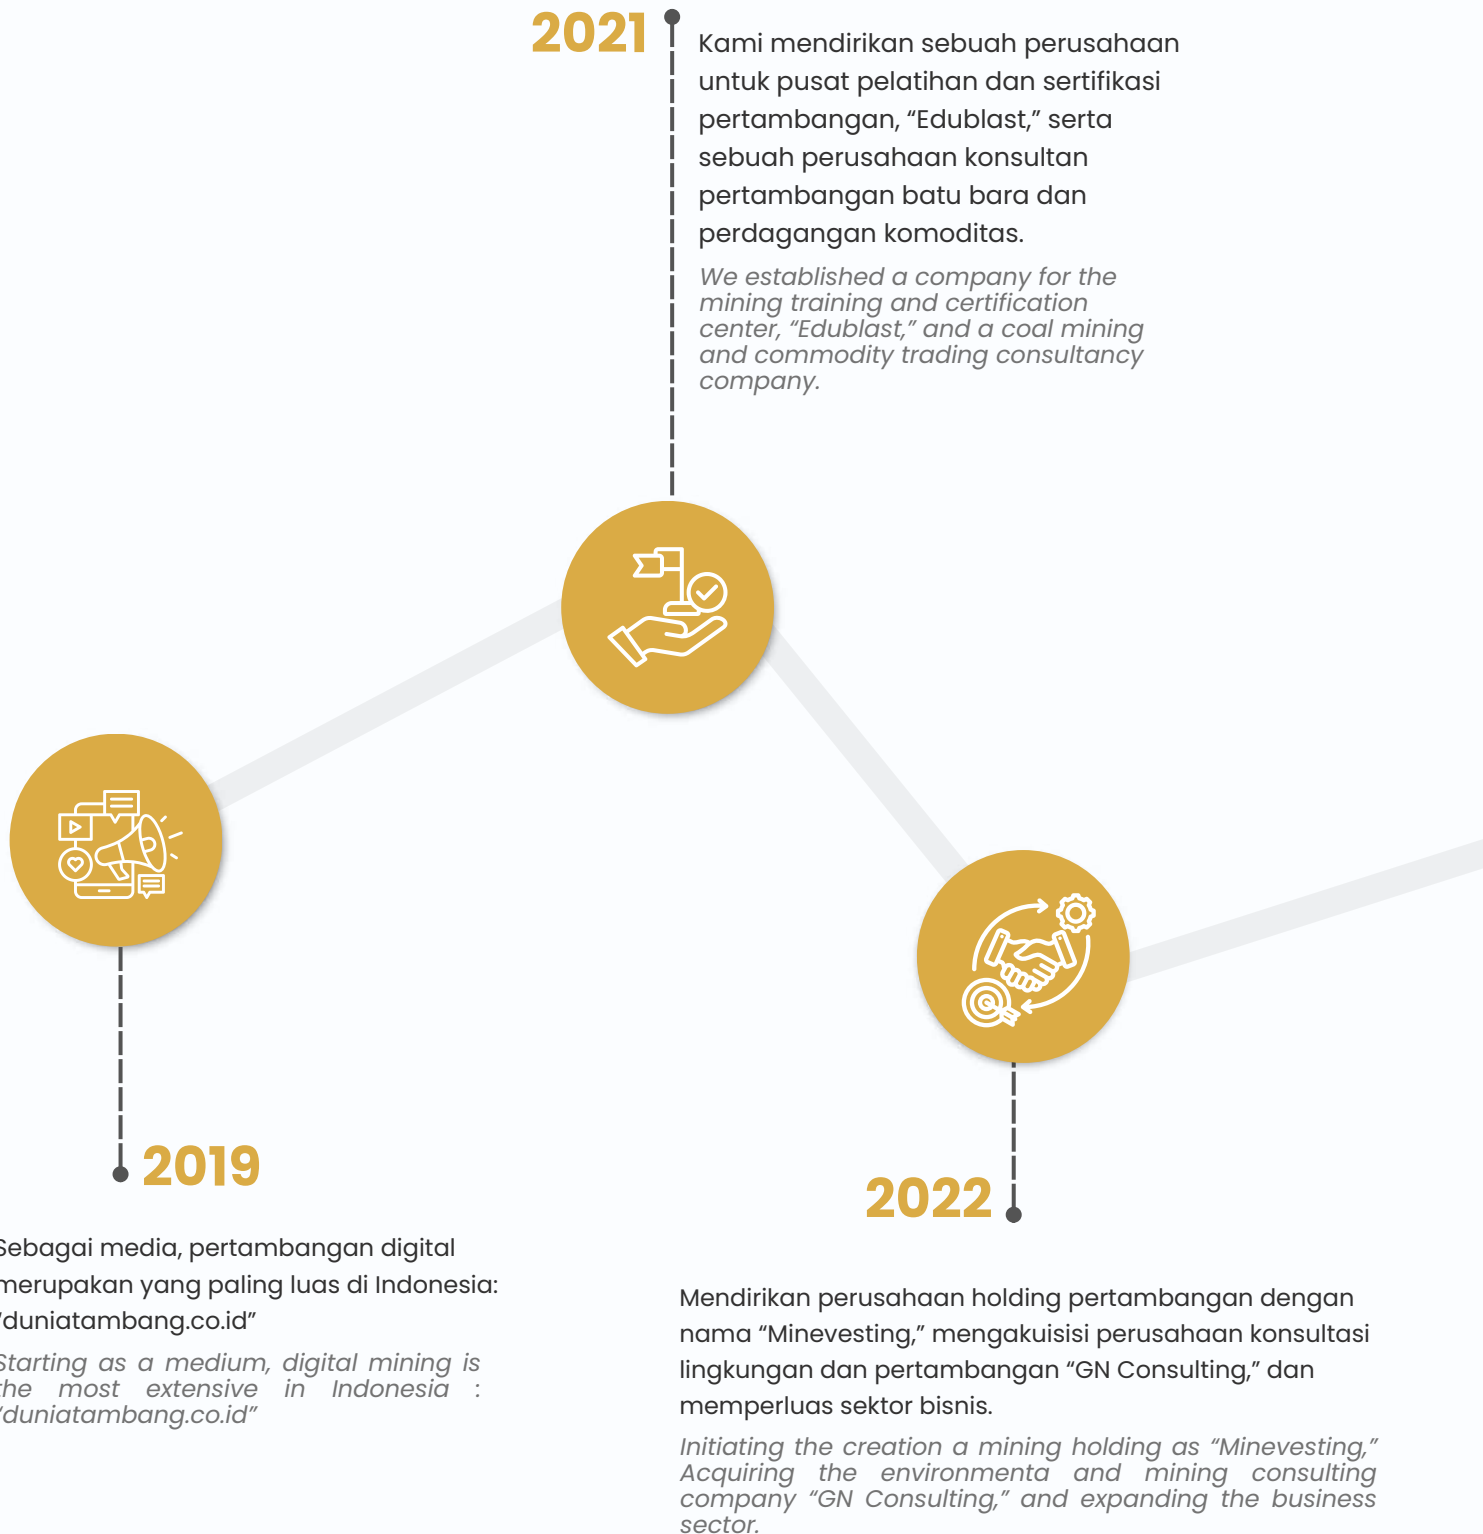 2021
Kami mendirikan sebuah perusahaan
untuk pusat pelatihan dan sertifikasi
pertambangan, “Edublast,” serta
sebuah perusahaan konsultan
pertambangan batu bara dan
perdagangan komoditas.
We established a company for the
mining training and certification
center, “Edublast,” and a coal mining
and commodity trading consultancy
company.
2019
Sebagai media, pertambangan digital
merupakan yang paling luas di Indonesia:
“duniatambang.co.id”
Starting as a medium, digital mining is
the most extensive in Indonesia :
“duniatambang.co.id”
2022
Mendirikan perusahaan holding pertambangan dengan
nama “Minevesting,” mengakuisisi perusahaan konsultasi
lingkungan dan pertambangan “GN Consulting,” dan
memperluas sektor bisnis.
Initiating the creation a mining holding as “Minevesting,”
Acquiring the environmenta and mining consulting
company “GN Consulting,” and expanding the business
sector.